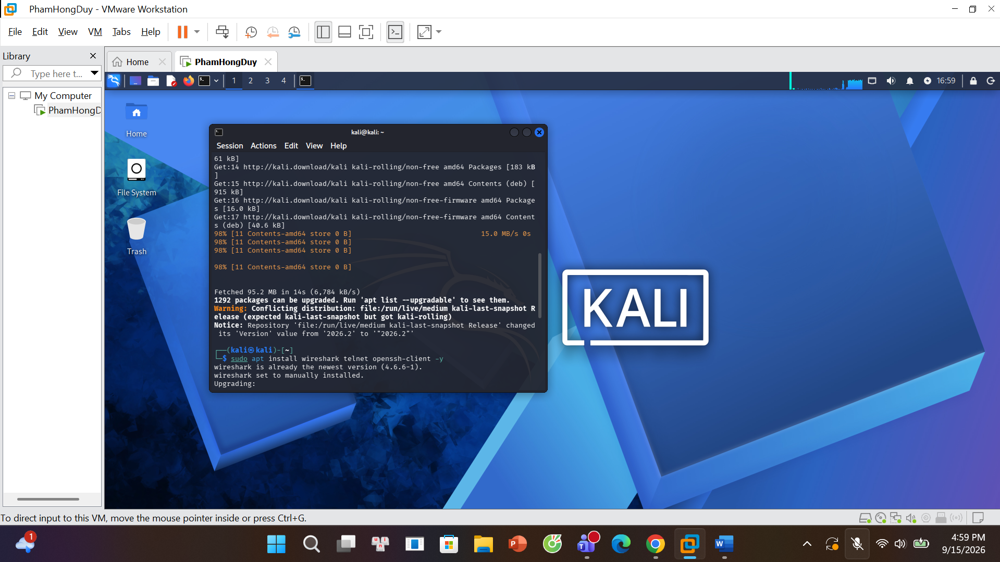 PhamHongDuy - VMware Workstation
File Edit View VM Tabs Help
Library
Type here t...
My Computer
PhamHongD
Home
PhamHongDuy
1 2 3 4
16:59
Home
File System
Trash
kali@kali: ~
Session Actions Edit View Help
61 kB]
Get:14 http://kali.download/kali kali-rolling/non-free amd64 Packages [183 kB
]
Get:15 http://kali.download/kali kali-rolling/non-free amd64 Contents (deb) [
915 kB]
Get:16 http://kali.download/kali kali-rolling/non-free-firmware amd64 Package
s [16.0 kB]
Get:17 http://kali.download/kali kali-rolling/non-free-firmware amd64 Content
s (deb) [40.6 kB]
98% [11 Contents-amd64 store 0 B] 15.0 MB/s 0s
98% [11 Contents-amd64 store 0 B]
98% [11 Contents-amd64 store 0 B]
98% [11 Contents-amd64 store 0 B]
Fetched 95.2 MB in 14s (6,784 kB/s)
1292 packages can be upgraded. Run 'apt list --upgradable' to see them.
Warning: Conflicting distribution: file:/run/live/medium kali-last-snapshot R
elease (expected kali-last-snapshot but got kali-rolling)
Notice: Repository 'file:/run/live/medium kali-last-snapshot Release' changed
its 'Version' value from '2026.2' to '"2026.2"'
┌──(kali㉿kali)-[~]
└─$ sudo apt install wireshark telnet openssh-client -y
wireshark is already the newest version (4.6.6-1).
wireshark set to manually installed.
Upgrading:
KALI
To direct input to this VM, move the mouse pointer inside or press Ctrl+G.
1
4:59 PM
9/15/2026